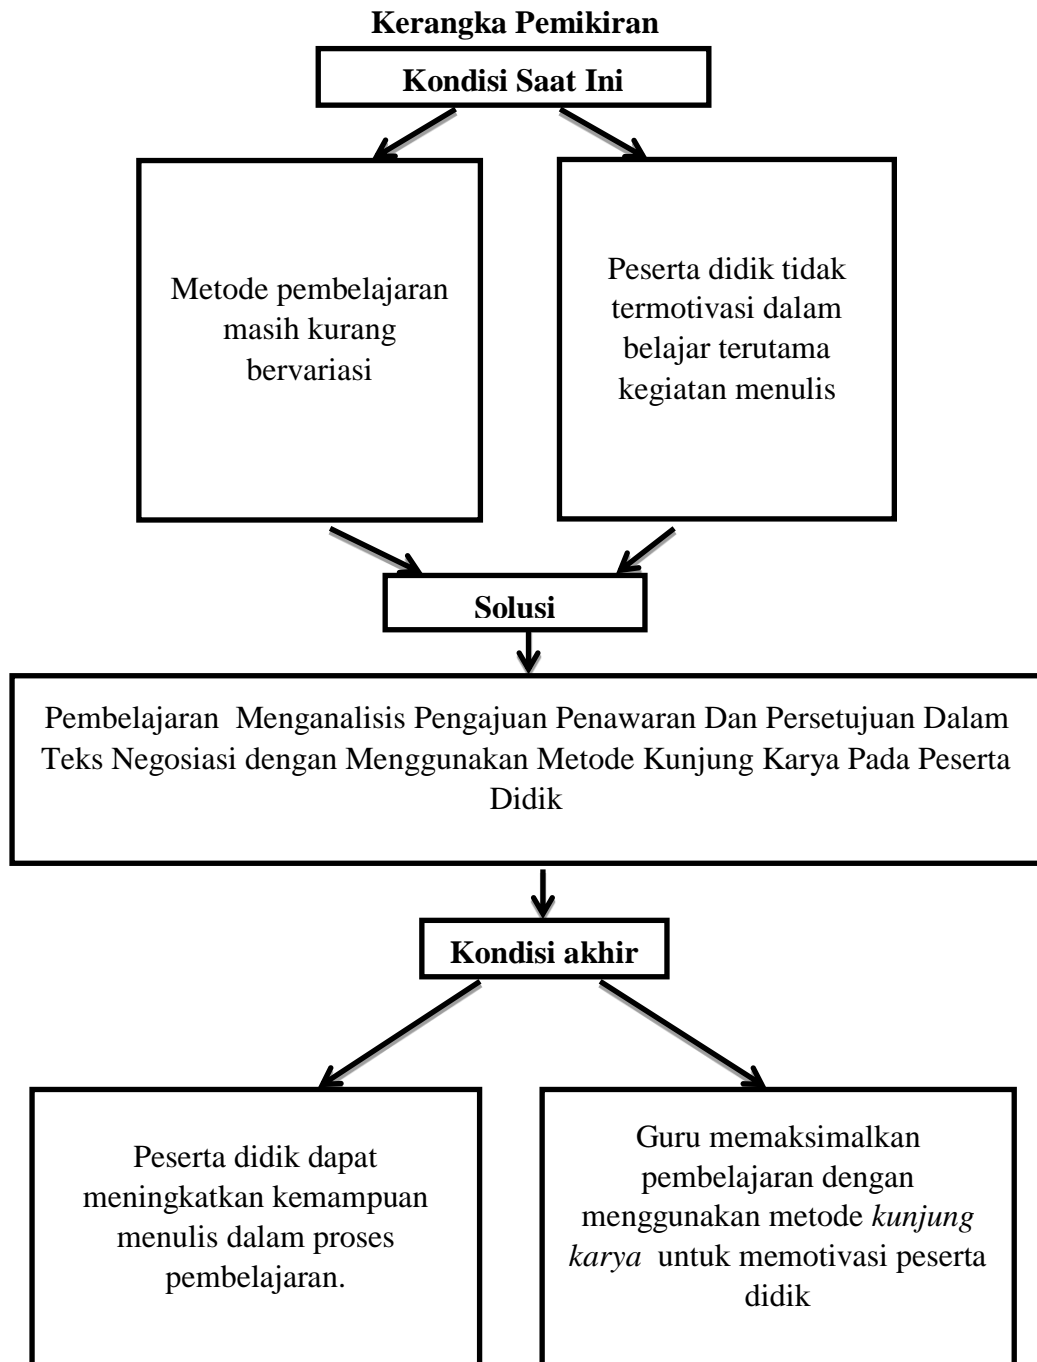 Kerangka Pemikiran
Kondisi Saat Ini
Metode pembelajaran
masih kurang
bervariasi
Peserta didik tidak
termotivasi dalam
belajar terutama
kegiatan menulis
Solusi
Pembelajaran  Menganalisis Pengajuan Penawaran Dan Persetujuan Dalam
Teks Negosiasi dengan Menggunakan Metode Kunjung Karya Pada Peserta
Didik
Kondisi akhir
Peserta didik dapat
meningkatkan kemampuan
menulis dalam proses
pembelajaran.
Guru memaksimalkan
pembelajaran dengan
menggunakan metode kunjung
karya  untuk memotivasi peserta
didik